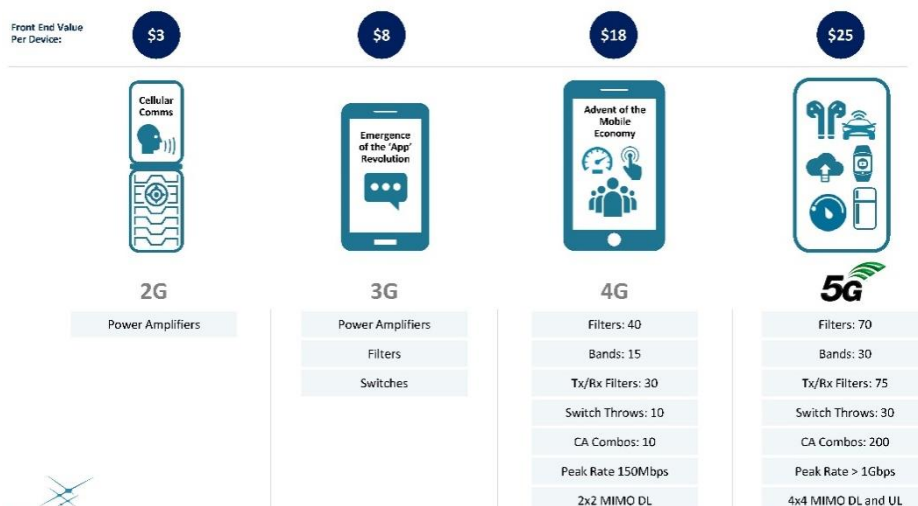 Front End Value
Per Device:
$3
$8
$18
$25
Cellular
Comms
Emergence
of the 'App'
Revolution
Advent of the
Mobile
Economy
2G
3G
4G
5G
Power Amplifiers
Power Amplifiers
Filters: 40
Filters: 70
Filters
Bands: 15
Bands: 30
Switches
Tx/Rx Filters: 30
Tx/Rx Filters: 75
Switch Throws: 10
Switch Throws: 30
CA Combos: 10
CA Combos: 200
Peak Rate 150Mbps
Peak Rate > 1Gbps
2x2 MIMO DL
4x4 MIMO DL and UL